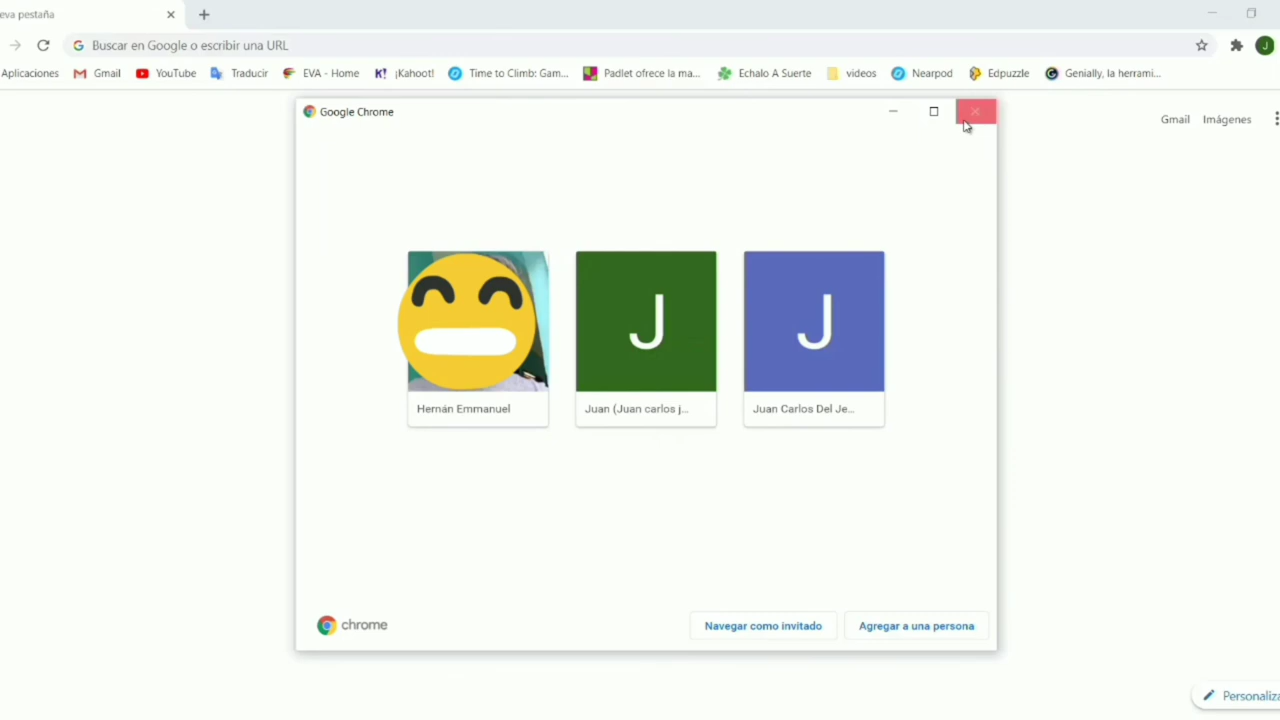 eva pestaña
Buscar en Google o escribir una URL
J
Aplicaciones Gmail YouTube Traducir EVA - Home K! ¡Kahoot! Time to Climb: Gam... Padlet ofrece la ma... Echalo A Suerte videos Nearpod Edpuzzle Genially, la herrami...
Google Chrome
Gmail Imágenes
J J
Hernán Emmanuel Juan (Juan carlos j... Juan Carlos Del Je...
chrome
Navegar como invitado Agregar a una persona
Personaliza